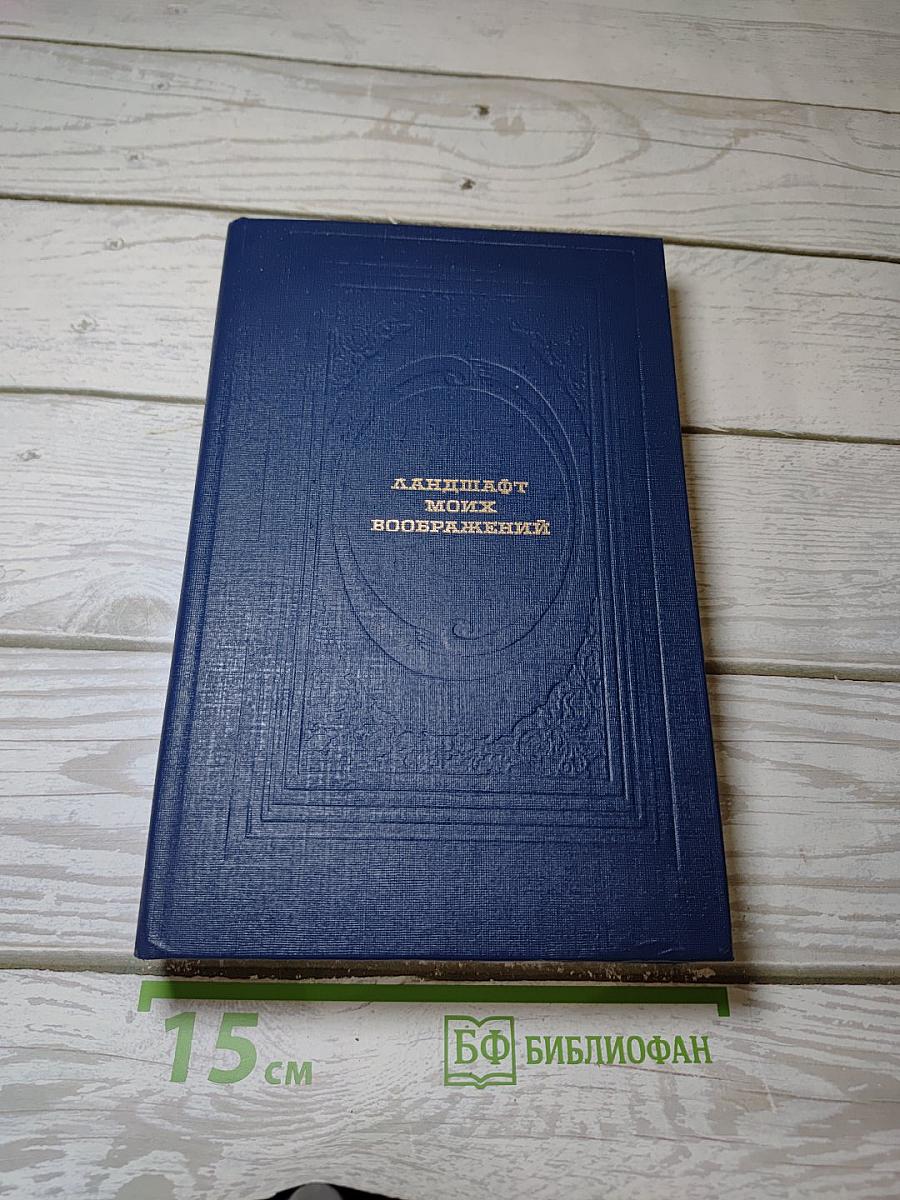 ЛАНДШАФТ
МОИХ
ВООБРАЖЕНИЙ
15 см
БФ БИБЛИОФАН